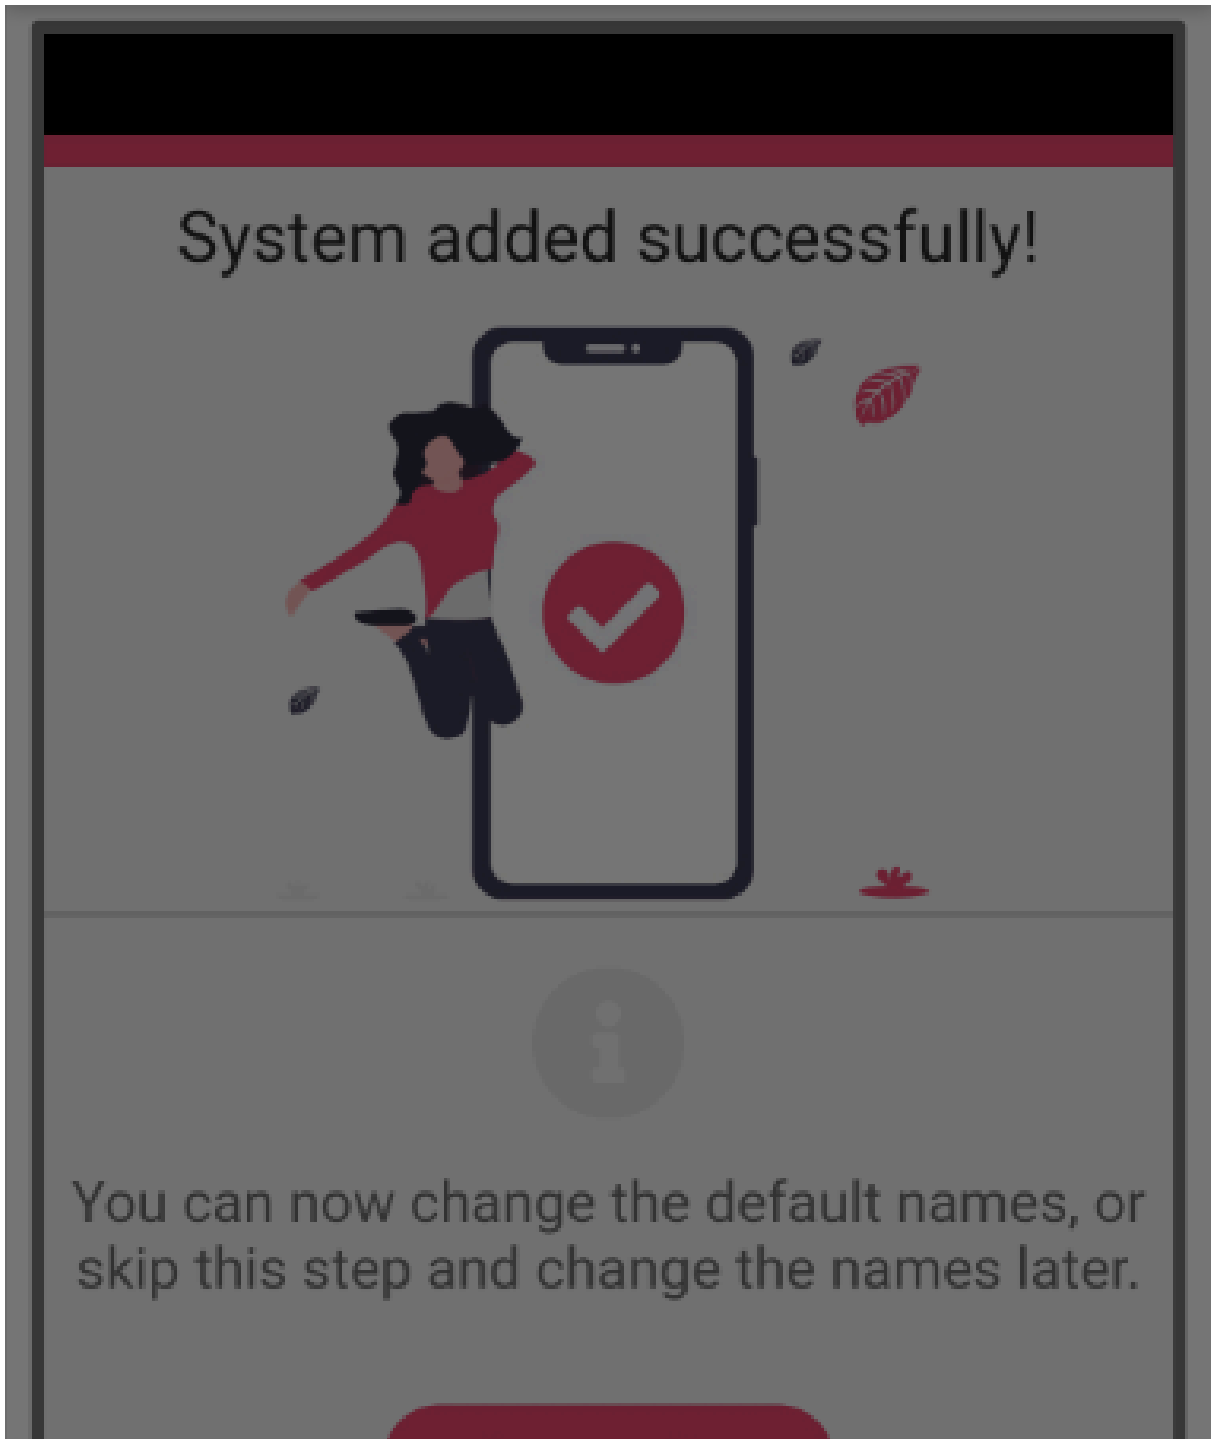 System added successfully!
You can now change the default names, or
skip this step and change the names later.